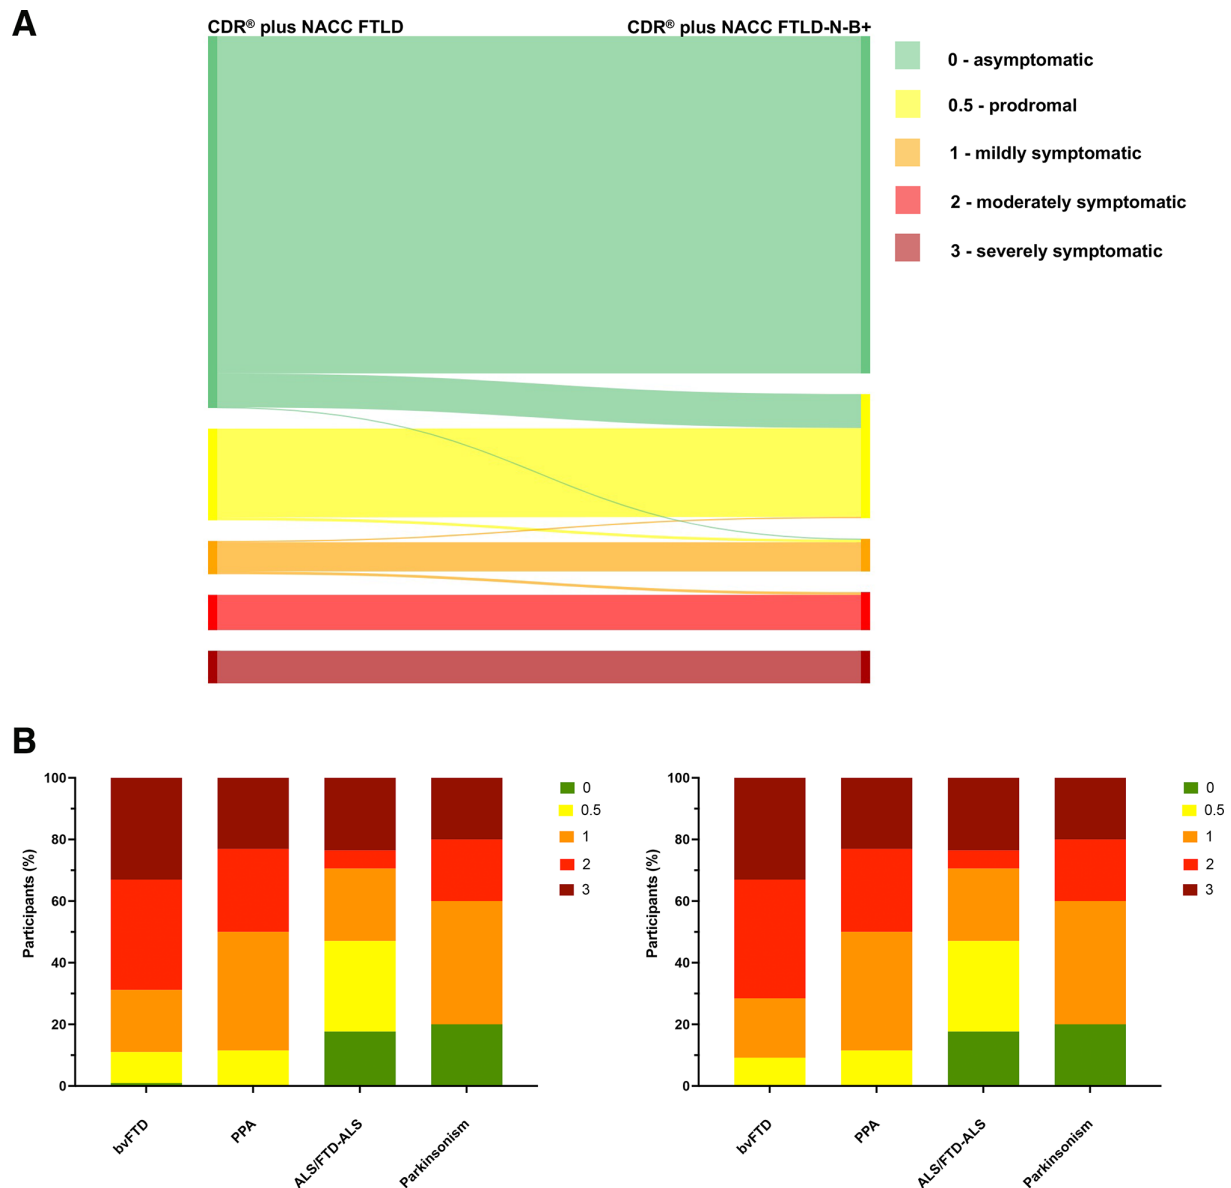 A
CDR® plus NACC FTLD
CDR® plus NACC FTLD-N-B+
0 - asymptomatic
0.5 - prodromal
1 - mildly symptomatic
2 - moderately symptomatic
3 - severely symptomatic
B
Participants (%)
100
80
60
40
20
0
bvFTD
PPA
ALS/FTD-ALS
Parkinsonism
0
0.5
1
2
3
Participants (%)
100
80
60
40
20
0
bvFTD
PPA
ALS/FTD-ALS
Parkinsonism
0
0.5
1
2
3